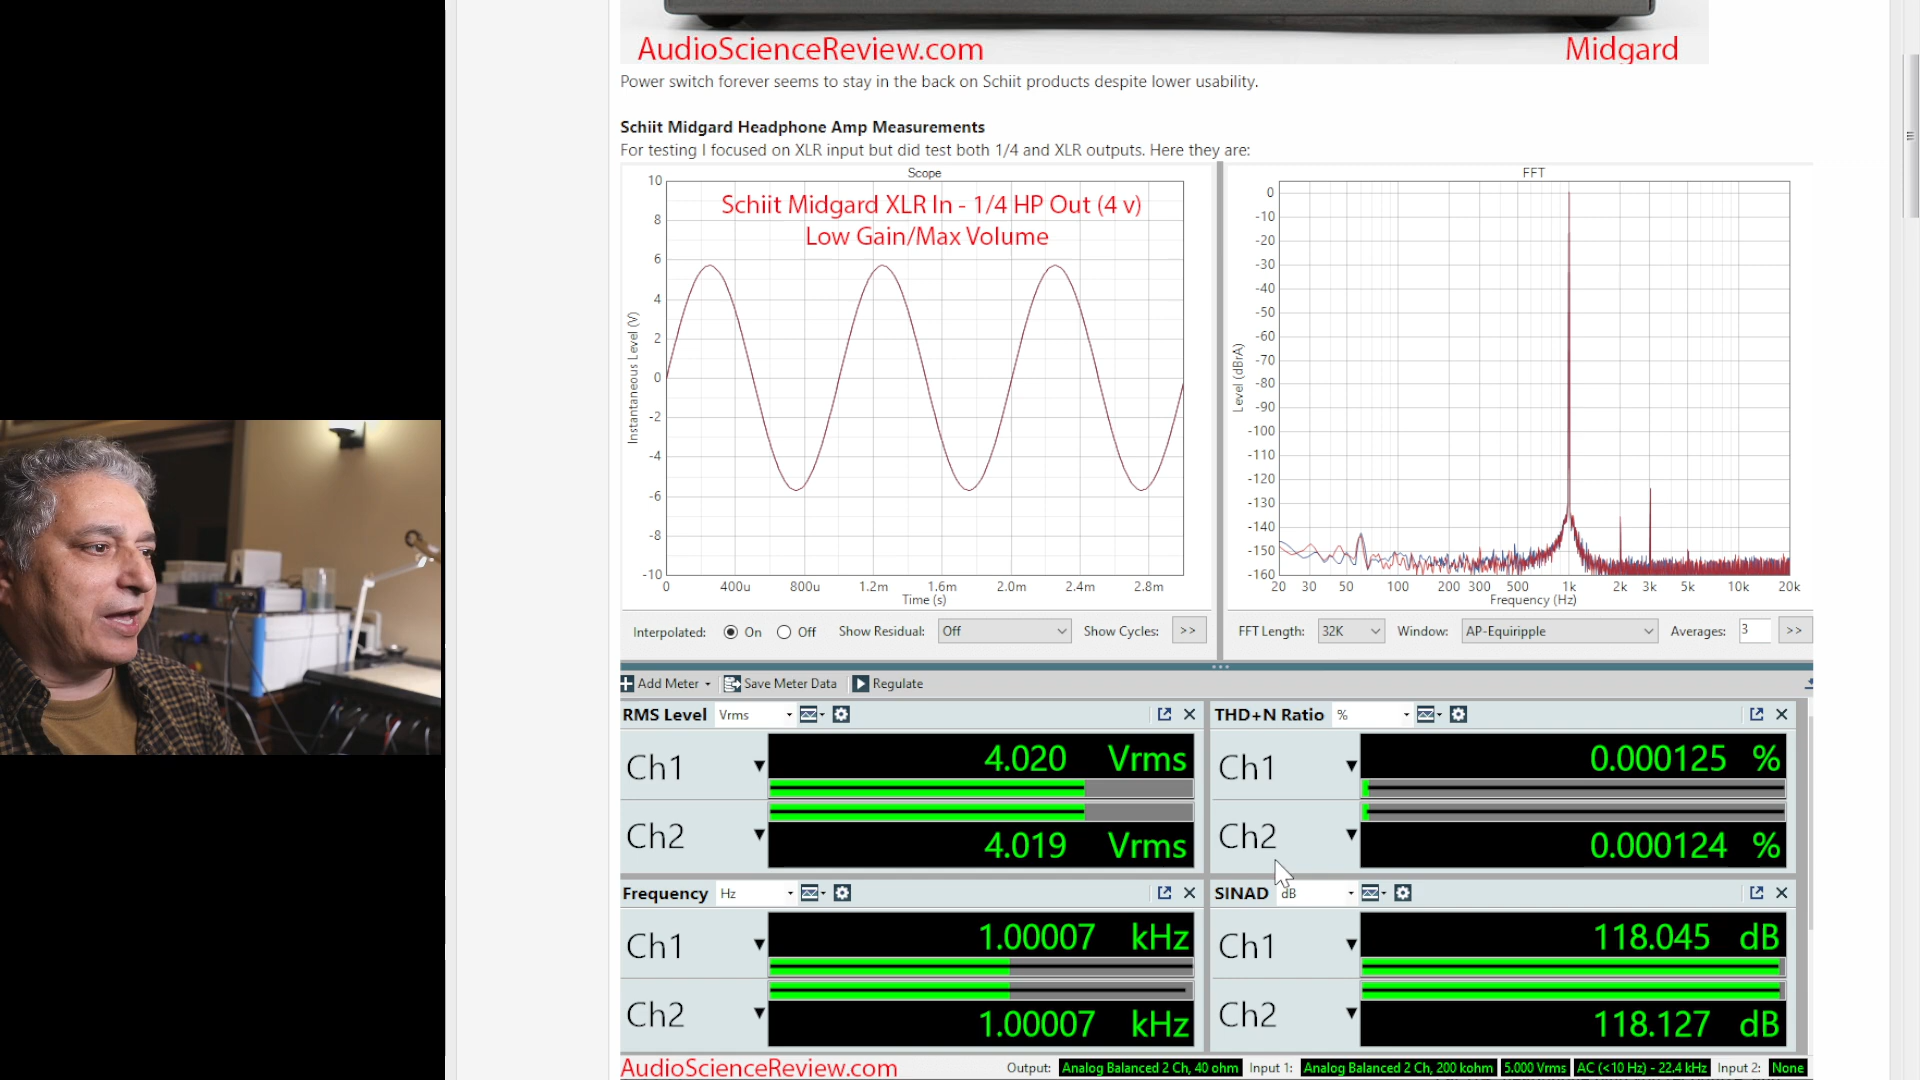 AudioScienceReview.com
Midgard
Power switch forever seems to stay in the back on Schiit products despite lower usability.
Schiit Midgard Headphone Amp Measurements
For testing I focused on XLR input but did test both 1/4 and XLR outputs. Here they are:
Scope
Schiit Midgard XLR In - 1/4 HP Out (4 v)
Low Gain/Max Volume
10
8
6
4
2
0
-2
-4
-6
-8
-10
Instantaneous Level (V)
0 400u 800u 1.2m 1.6m 2.0m 2.4m 2.8m
Time (s)
FFT
0
-10
-20
-30
-40
-50
-60
-70
-80
-90
-100
-110
-120
-130
-140
-150
-160
Level (dBrA)
20 30 50 100 200 300 500 1k 2k 3k 5k 10k 20k
Frequency (Hz)
Interpolated: On Off Show Residual: Off Show Cycles: >>
FFT Length: 32K Window: AP-Equiripple Averages: 3 >>
Add Meter Save Meter Data Regulate
RMS Level Vrms
Ch1 4.020 Vrms
Ch2 4.019 Vrms
THD+N Ratio %
Ch1 0.000125 %
Ch2 0.000124 %
Frequency Hz
Ch1 1.00007 kHz
Ch2 1.00007 kHz
SINAD dB
Ch1 118.045 dB
Ch2 118.127 dB
AudioScienceReview.com
Output: Analog Balanced 2 Ch, 40 ohm Input 1: Analog Balanced 2 Ch, 200 kohm 5.000 Vrms AC (<10 Hz) - 22.4 kHz Input 2: None